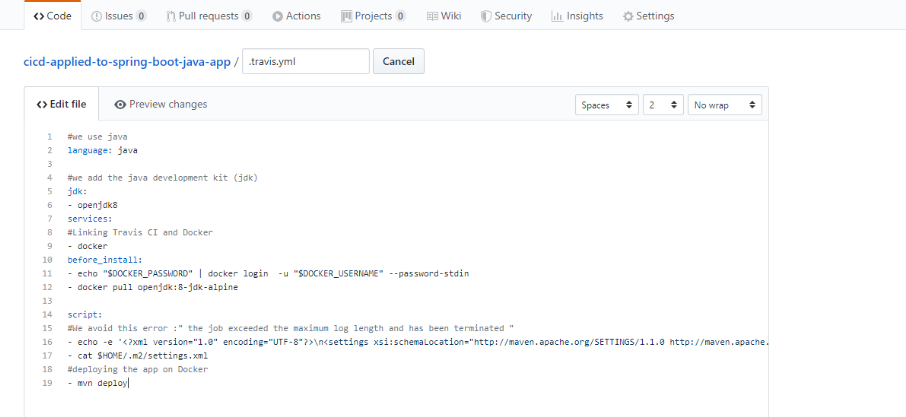 Code Issues 0 Pull requests 0 Actions Projects 0 Wiki Security Insights Settings
cicd-applied-to-spring-boot-java-app / .travis.yml Cancel
Edit file Preview changes Spaces 2 No wrap
1 #we use java
2 language: java
3
4 #we add the java development kit (jdk)
5 jdk:
6 - openjdk8
7 services:
8 #Linking Travis CI and Docker
9 - docker
10 before_install:
11 - echo "$DOCKER_PASSWORD" | docker login  -u "$DOCKER_USERNAME" --password-stdin
12 - docker pull openjdk:8-jdk-alpine
13
14 script:
15 #We avoid this error :" the job exceeded the maximum log length and has been terminated "
16 - echo -e '<?xml version="1.0" encoding="UTF-8"?>\n<settings xsi:schemaLocation="http://maven.apache.org/SETTINGS/1.1.0 http://maven.apache.
17 - cat $HOME/.m2/settings.xml
18 #deploying the app on Docker
19 - mvn deploy